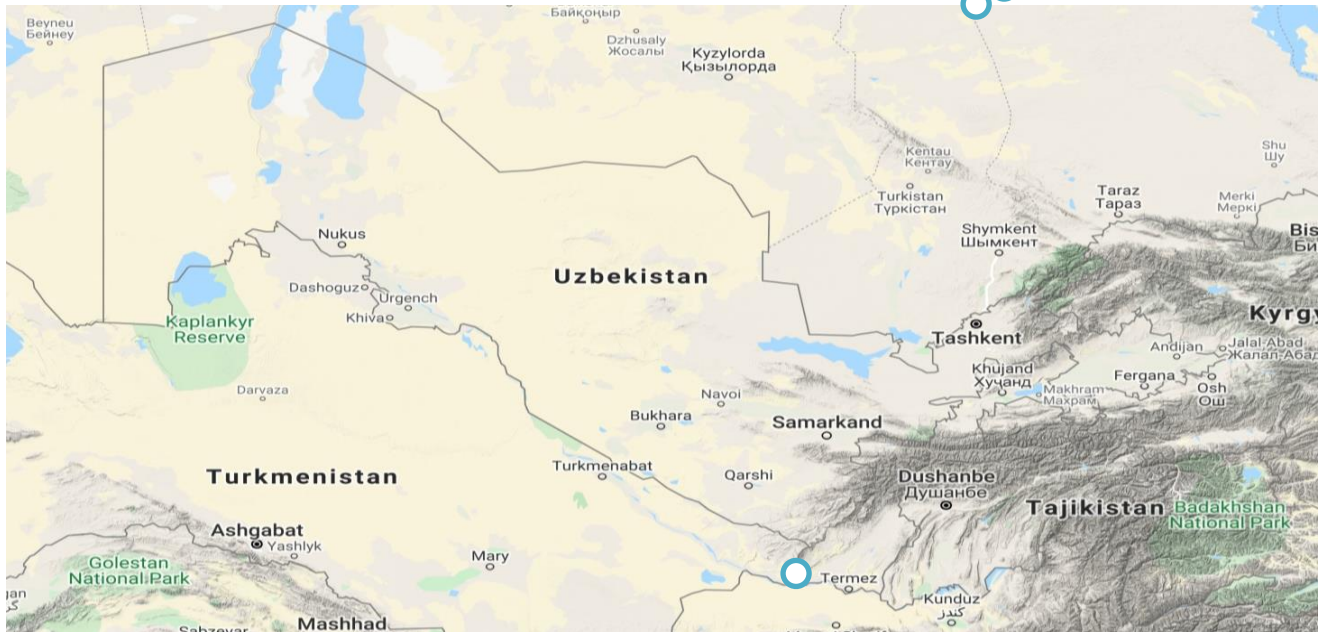 Beyneu
Бейнеу
Байқоңыр
Dzhusaly
Жосалы
Kyzylorda
Қызылорда
Kentau
Кентау
Turkistan
Түркістан
Shu
Шу
Taraz
Тараз
Merki
Меркі
Shymkent
Шымкент
Bis
Би
Nukus
Uzbekistan
Dashoguz
Urgench
Khiva
Kaplankyr
Reserve
Tashkent
Kyrgy
Andijan
Jalal-Abad
Жалал-Абад
Khujand
Хуҷанд
Makhram
Махрам
Fergana
Osh
Ош
Darvaza
Navoi
Bukhara
Samarkand
Turkmenabat
Qarshi
Turkmenistan
Dushanbe
Душанбе
Tajikistan
Badakhshan
National Park
Ashgabat
Yashlyk
Mary
Golestan
National Park
Termez
Kunduz
کندز
Mashhad
Sabzevar